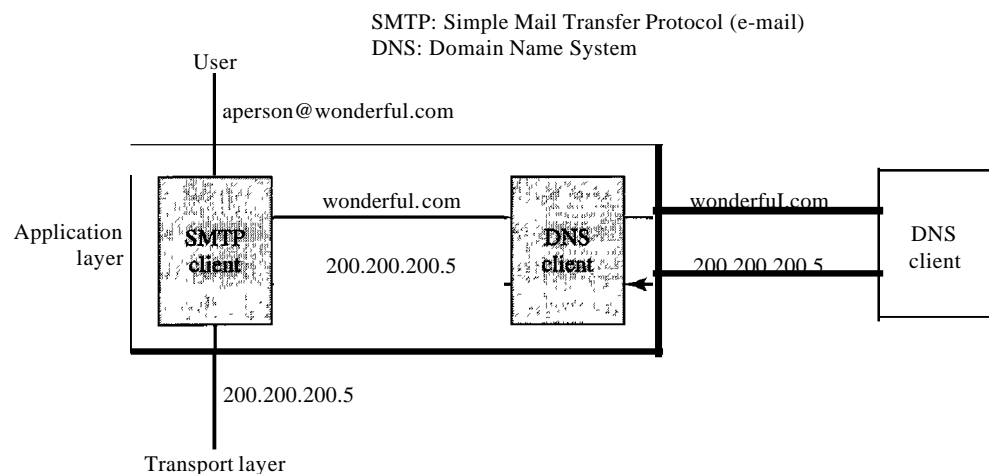 SMTP: Simple Mail Transfer Protocol (e-mail)
DNS: Domain Name System
User
aperson@wonderful.com
wonderful.com
wonderfuI.com
Application
layer
SMTP
client
DNS
client
DNS
client
200.200.200.5
200.200.200.5
200.200.200.5
Transport layer